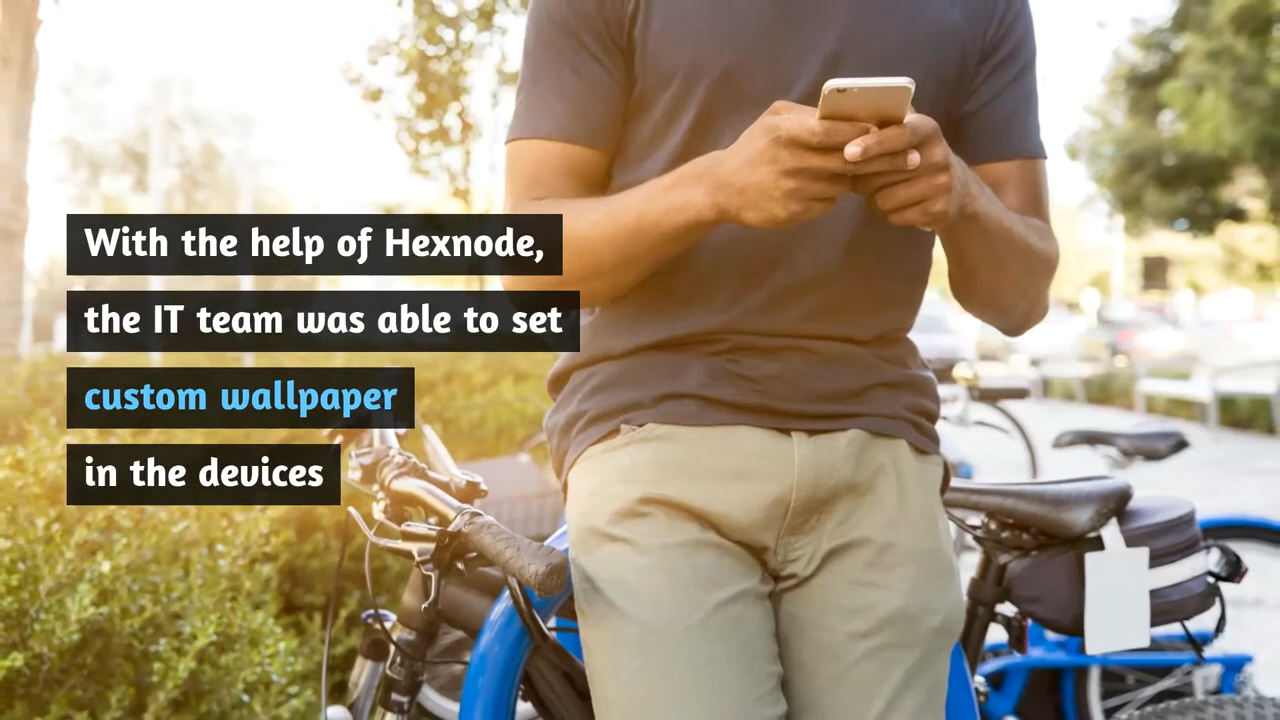 With the help of Hexnode,
the IT team was able to set
custom wallpaper
in the devices